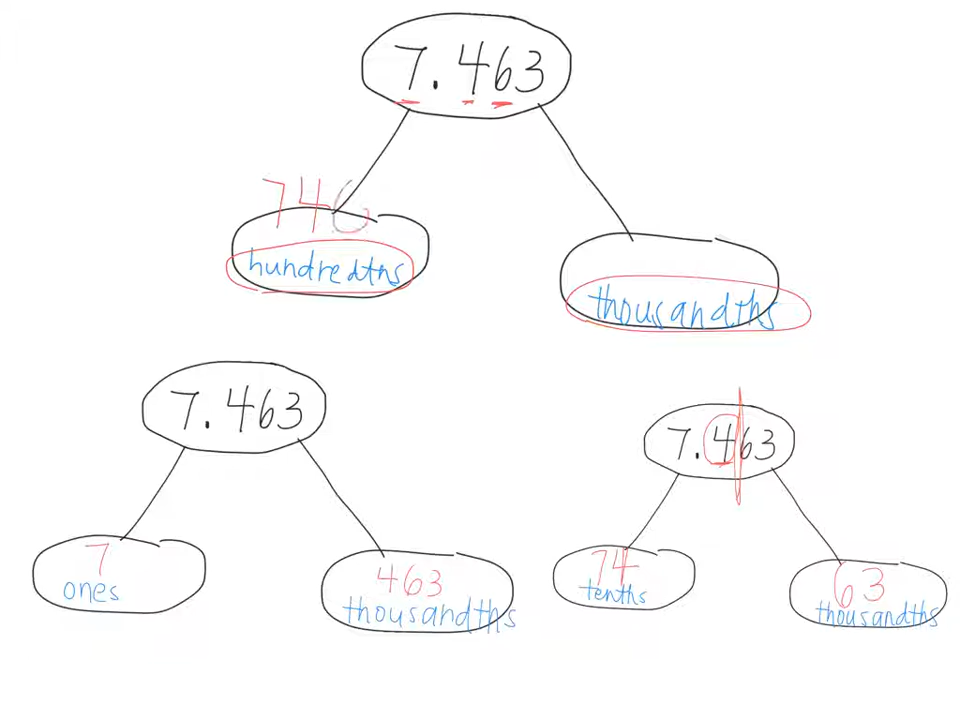 7.463
746
hundredths
thousandths
7.463
7
ones
463
thousandths
7.463
74
tenths
63
thousandths